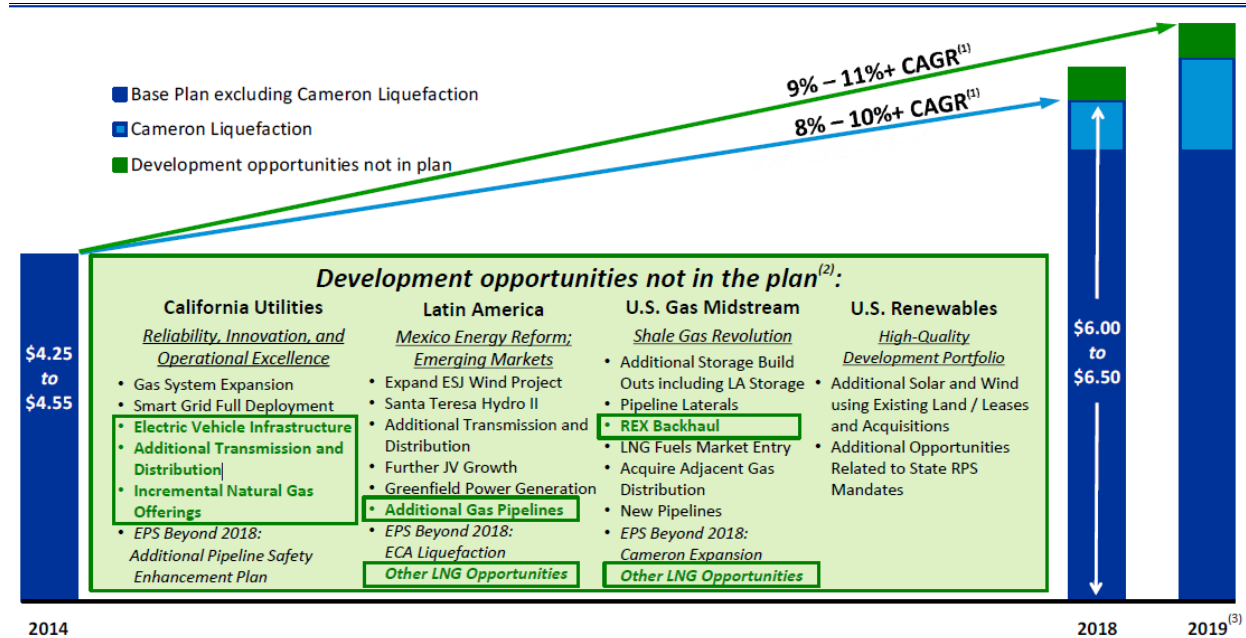 Base Plan excluding Cameron Liquefaction
Cameron Liquefaction
Development opportunities not in plan
9% – 11%+ CAGR(1)
8% – 10%+ CAGR(1)
Development opportunities not in the plan(2):
California Utilities
Reliability, Innovation, and
Operational Excellence
• Gas System Expansion
• Smart Grid Full Deployment
• Electric Vehicle Infrastructure
• Additional Transmission and
Distribution
• Incremental Natural Gas
Offerings
• EPS Beyond 2018:
Additional Pipeline Safety
Enhancement Plan
Latin America
Mexico Energy Reform;
Emerging Markets
• Expand ESJ Wind Project
• Santa Teresa Hydro II
• Additional Transmission and
Distribution
• Further JV Growth
• Greenfield Power Generation
• Additional Gas Pipelines
• EPS Beyond 2018:
ECA Liquefaction
Other LNG Opportunities
U.S. Gas Midstream
Shale Gas Revolution
• Additional Storage Build
Outs including LA Storage
• Pipeline Laterals
• REX Backhaul
• LNG Fuels Market Entry
• Acquire Adjacent Gas
Distribution
• New Pipelines
• EPS Beyond 2018:
Cameron Expansion
Other LNG Opportunities
U.S. Renewables
High-Quality
Development Portfolio
• Additional Solar and Wind
using Existing Land / Leases
and Acquisitions
• Additional Opportunities
Related to State RPS
Mandates
$4.25
to
$4.55
$6.00
to
$6.50
2014
2018
2019(3)